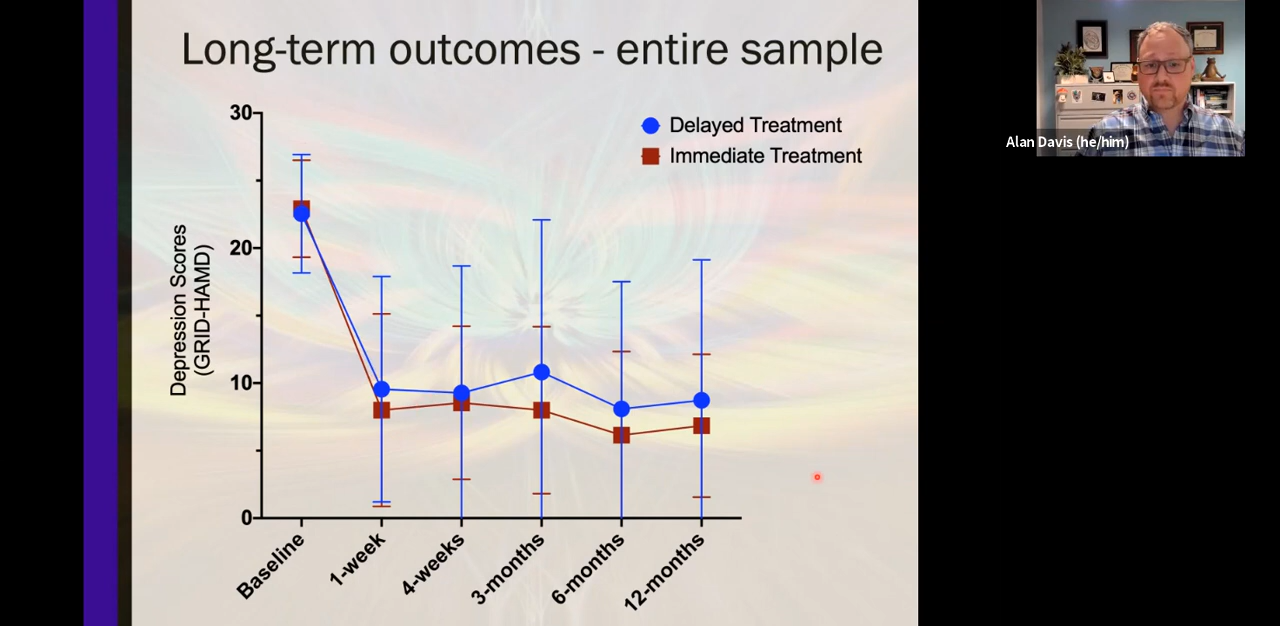 Long-term outcomes - entire sample
Alan Davis (he/him)
Delayed Treatment
Immediate Treatment
Depression Scores
(GRID-HAMD)
30
20
10
0
Baseline
1-week
4-weeks
3-months
6-months
12-months